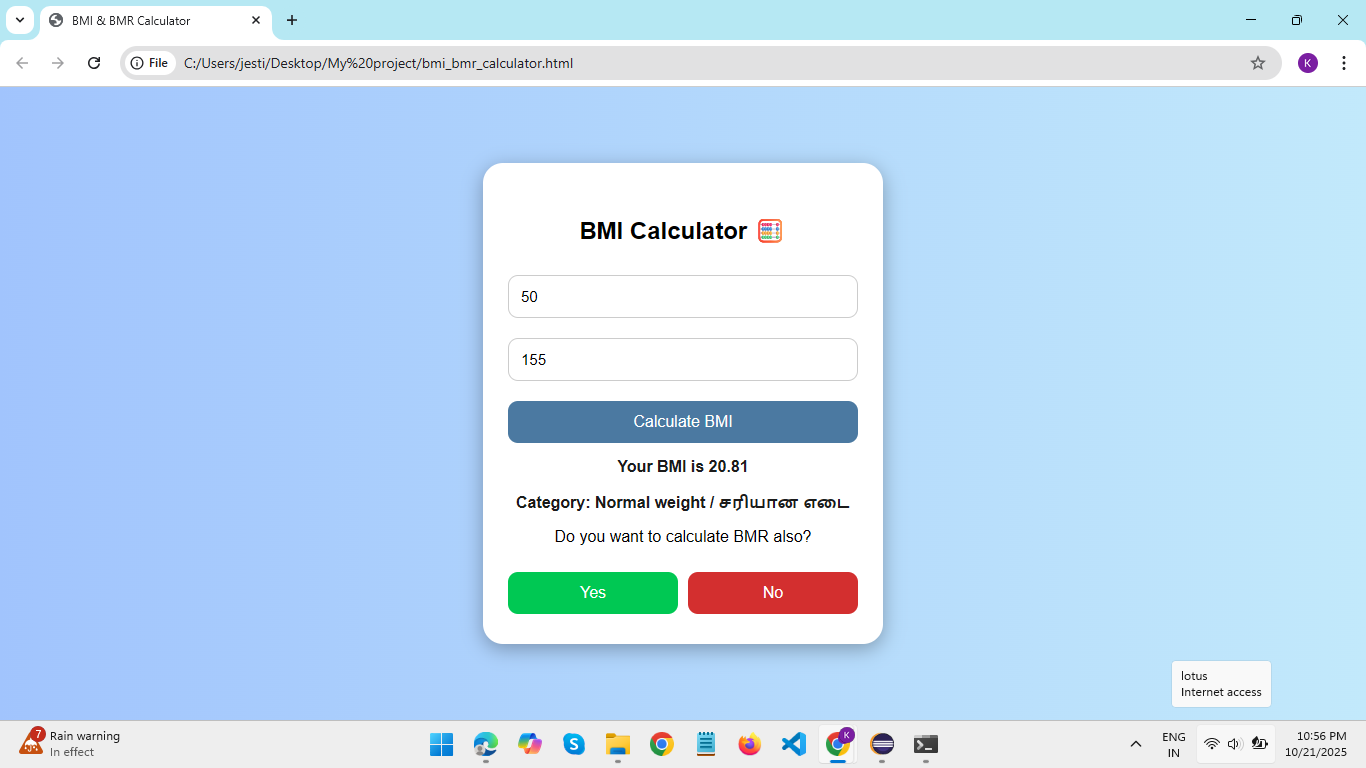 BMI & BMR Calculator
File
C:/Users/jesti/Desktop/My%20project/bmi_bmr_calculator.html
K
BMI Calculator
50
155
Calculate BMI
Your BMI is 20.81
Category: Normal weight / சரியான எடை
Do you want to calculate BMR also?
Yes
No
lotus
Internet access
7
Rain warning
In effect
K
ENG
IN
10:56 PM
10/21/2025